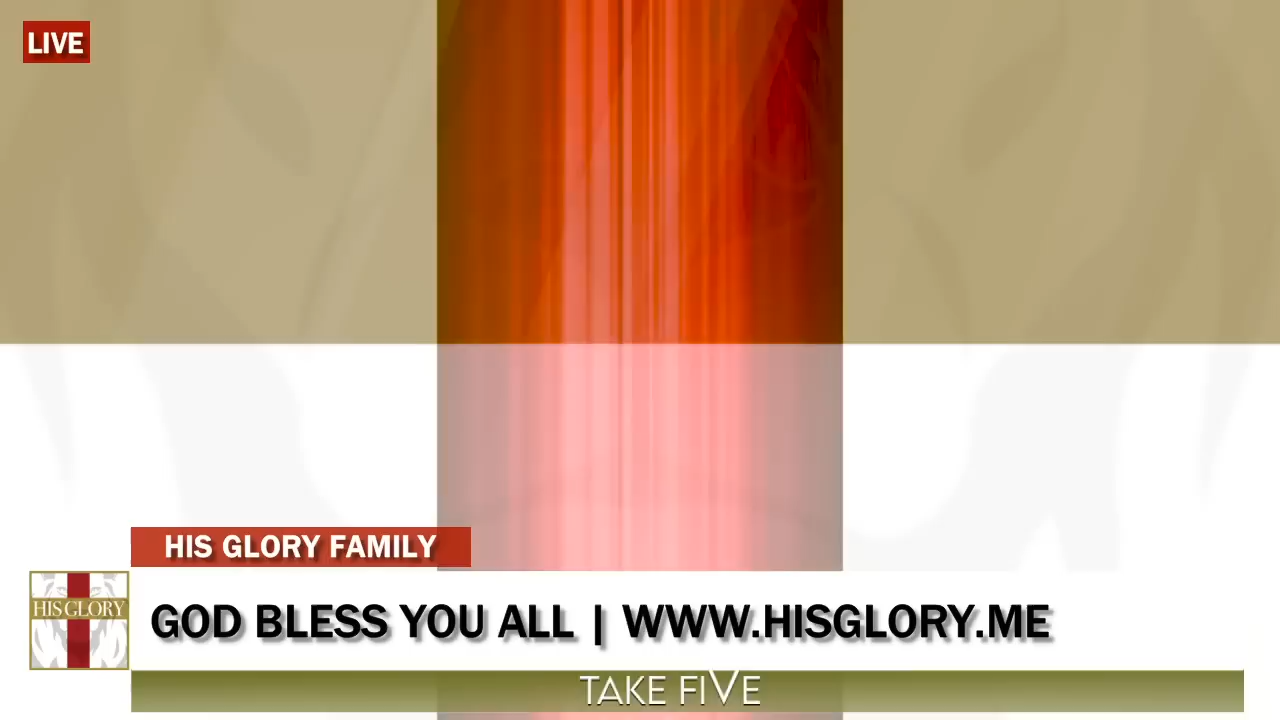 LIVE
HIS GLORY FAMILY
HIS GLORY
GOD BLESS YOU ALL | WWW.HISGLORY.ME
TAKE FIVE